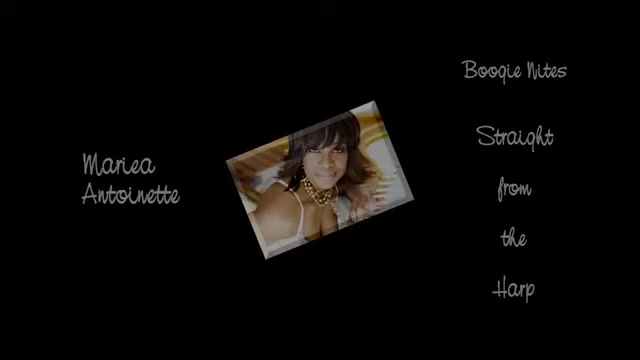 Mariea
Antoinette
Boogie Nites
Straight
from
the
Harp